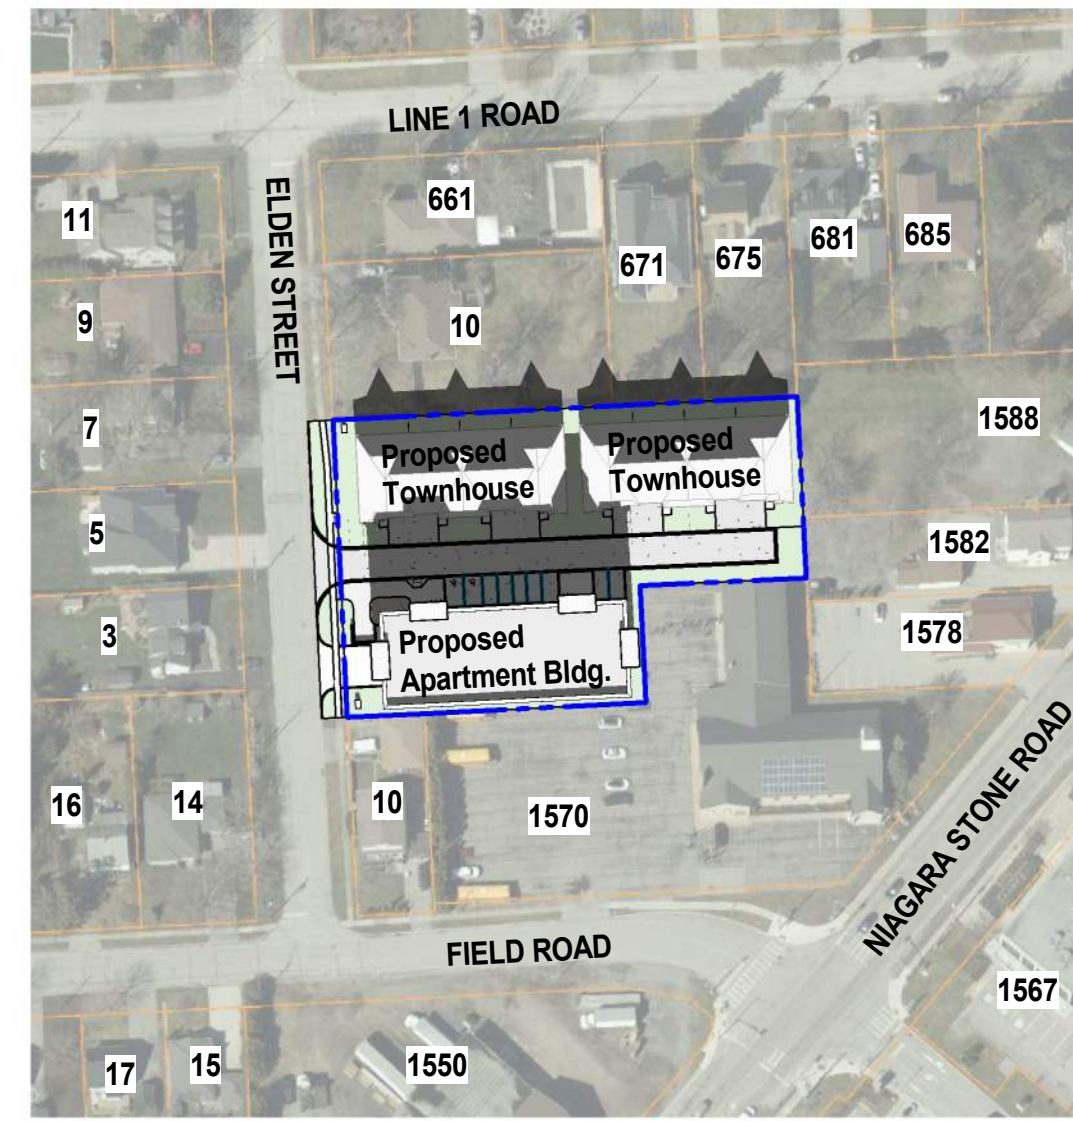 LINE 1 ROAD
ELDEN STREET
11
661
671
675
681
685
9
10
7
1588
Proposed
Townhouse
Proposed
Townhouse
5
1582
3
1578
Proposed
Apartment Bldg.
16
14
10
1570
NIAGARA STONE ROAD
FIELD ROAD
1567
17
15
1550